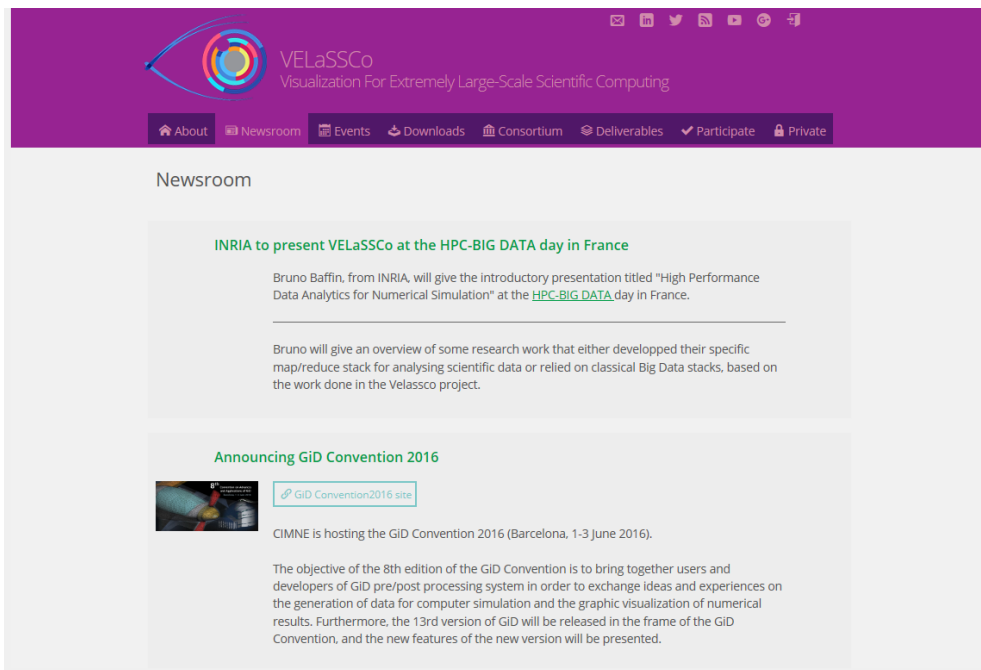 VELaSSCo
Visualization For Extremely Large-Scale Scientific Computing
About Newsroom Events Downloads Consortium Deliverables Participate Private
Newsroom
INRIA to present VELaSSCo at the HPC-BIG DATA day in France
Bruno Baffin, from INRIA, will give the introductory presentation titled "High Performance
Data Analytics for Numerical Simulation" at the HPC-BIG DATA day in France.
Bruno will give an overview of some research work that either developped their specific
map/reduce stack for analysing scientific data or relied on classical Big Data stacks, based on
the work done in the Velassco project.
Announcing GiD Convention 2016
GiD Convention2016 site
CIMNE is hosting the GiD Convention 2016 (Barcelona, 1-3 June 2016).
The objective of the 8th edition of the GiD Convention is to bring together users and
developers of GiD pre/post processing system in order to exchange ideas and experiences on
the generation of data for computer simulation and the graphic visualization of numerical
results. Furthermore, the 13rd version of GiD will be released in the frame of the GiD
Convention, and the new features of the new version will be presented.